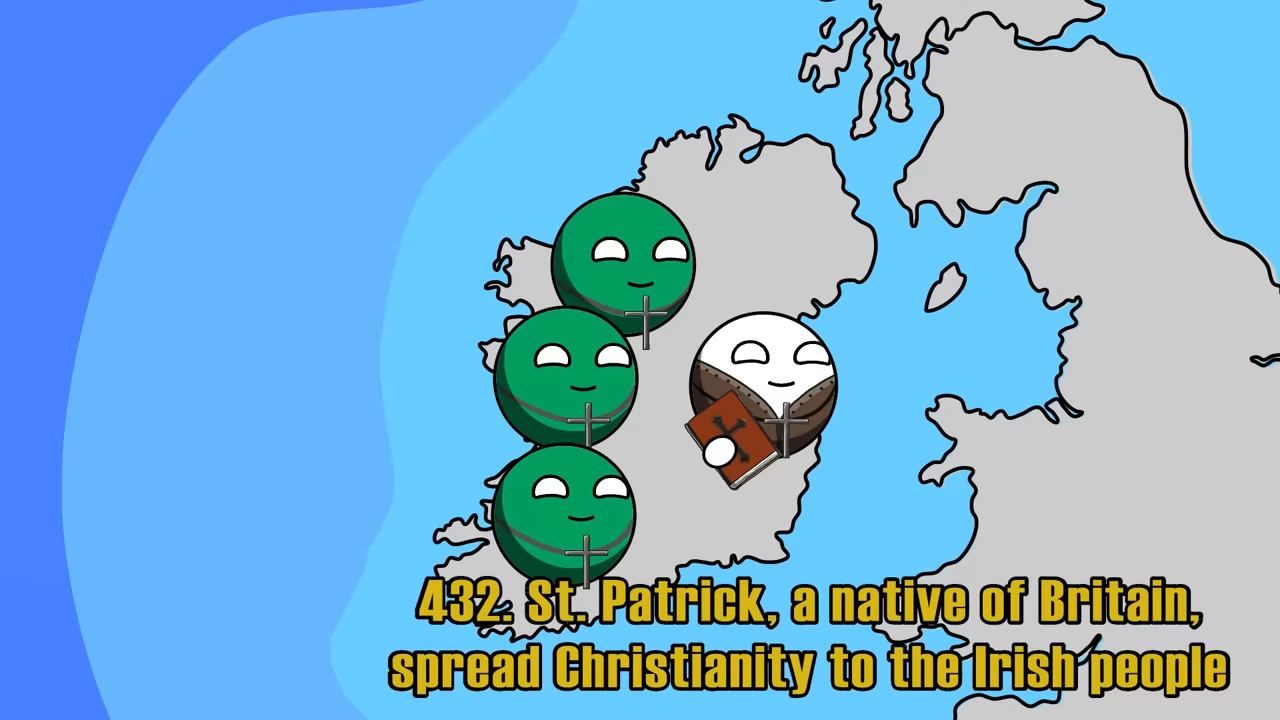 432. St. Patrick, a native of Britain,
spread Christianity to the Irish people